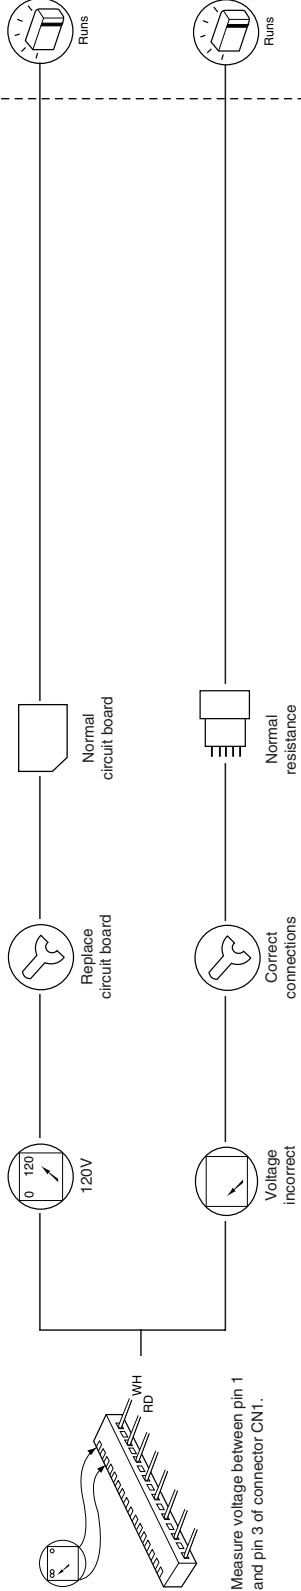 Measure voltage between pin 1
and pin 3 of connector CN1.
WH
RD
0 120
120V
Replace
circuit board
Normal
circuit board
Runs
Voltage
incorrect
Correct
connections
Normal
resistance
Runs